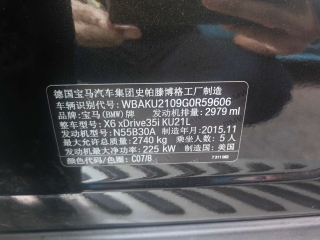 德国宝马汽车集团史帕滕博格工厂制造
车辆识别代号: WBAKU2109G0R59606
品牌: 宝马(BMW)牌 发动机排量: 2979 ml
整车型号: X6 xDrive35i KU21L
发动机型号: N55B30A 制造年月: 2015.11
最大允许总质量: 2740 kg 乘坐人数: 5 人
发动机最大净功率: 225 kW 制造国: 美国
颜色代码/色圈: C07/8